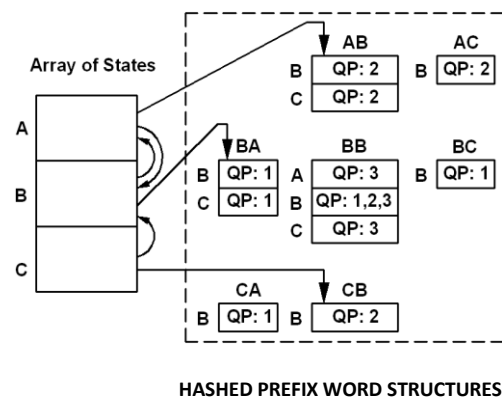 AB AC
Array of States
B QP: 2 B QP: 2
C QP: 2
A
BA BB BC
B QP: 1 A QP: 3 B QP: 1
B
C QP: 1 B QP: 1,2,3
C QP: 3
C
CA CB
B QP: 1 B QP: 2
HASHED PREFIX WORD STRUCTURES